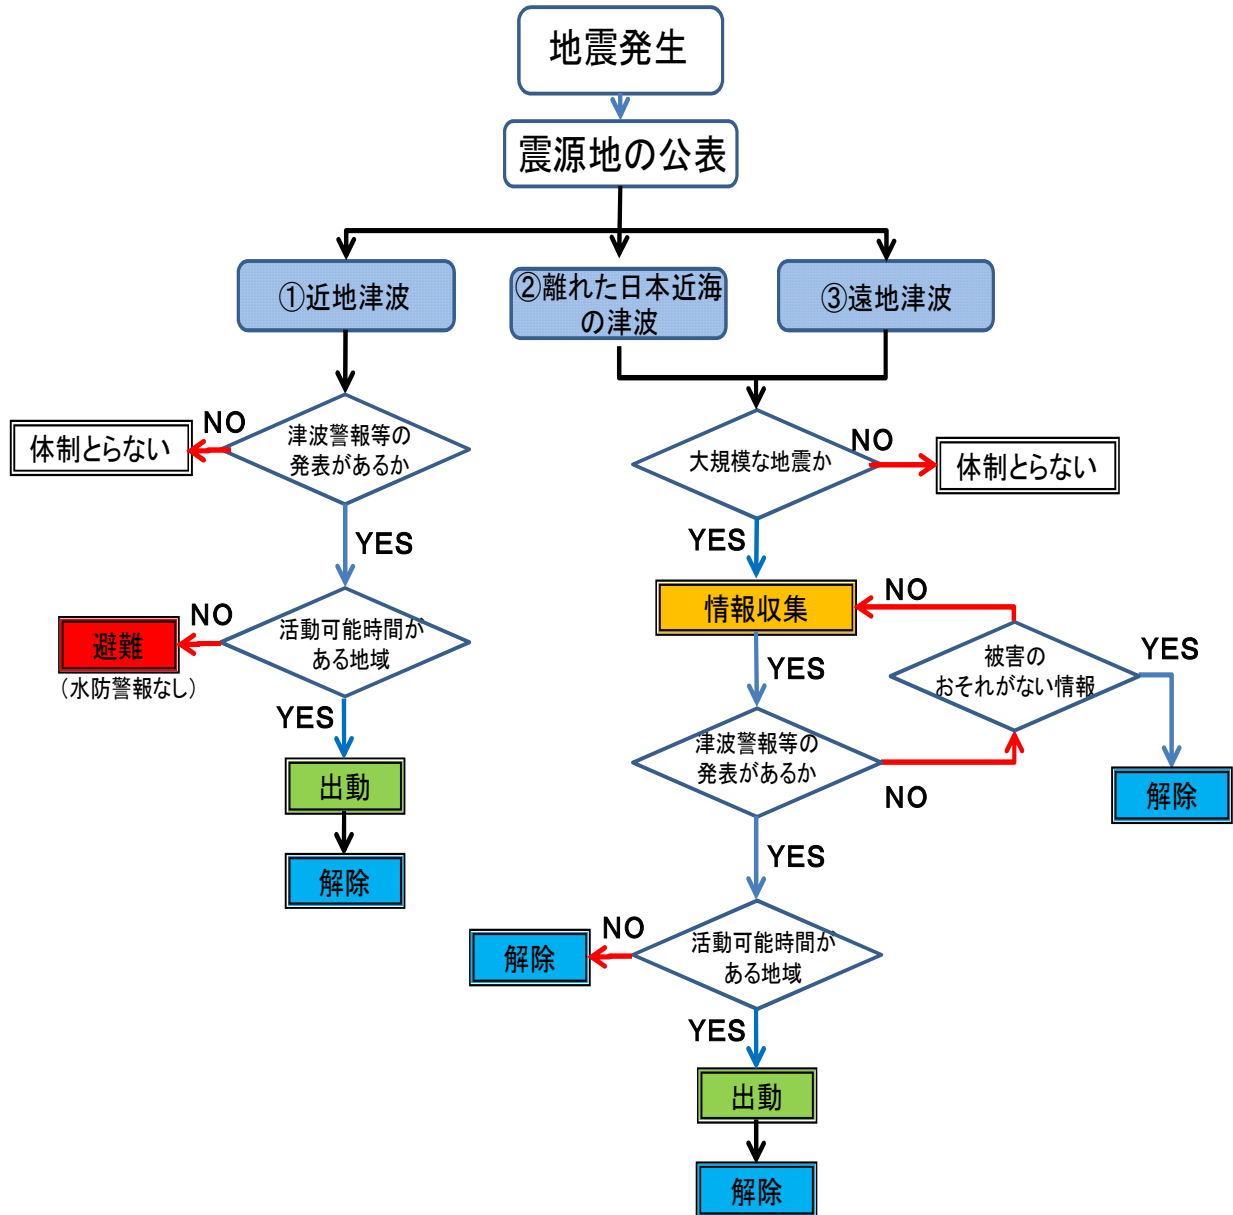 地震発生
震源地の公表
①近地津波
②離れた日本近海
の津波
③遠地津波
津波警報等の
発表があるか
NO
体制とらない
YES
活動可能時間が
ある地域
NO
避難
（水防警報なし）
YES
出動
解除
大規模な地震か
NO
体制とらない
YES
情報収集
YES
津波警報等の
発表があるか
NO
被害の
おそれがない情報
NO
YES
解除
YES
活動可能時間が
ある地域
NO
解除
YES
出動
解除